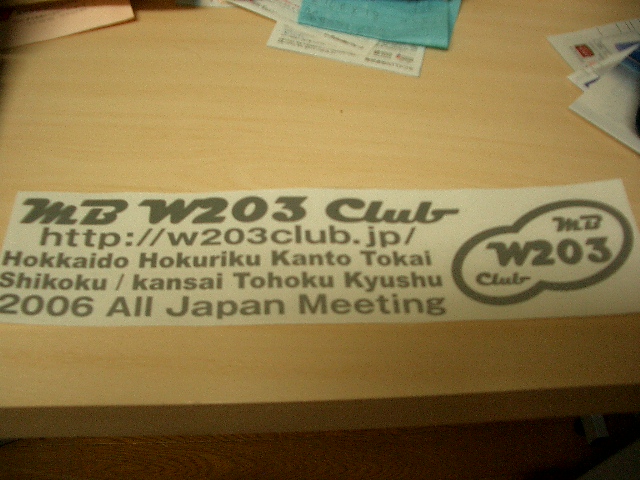 MB W203 Club
http://w203club.jp/
Hokkaido Hokuriku Kanto Tokai
Shikoku / kansai Tohoku Kyushu
2006 All Japan Meeting
MB
W203
Club